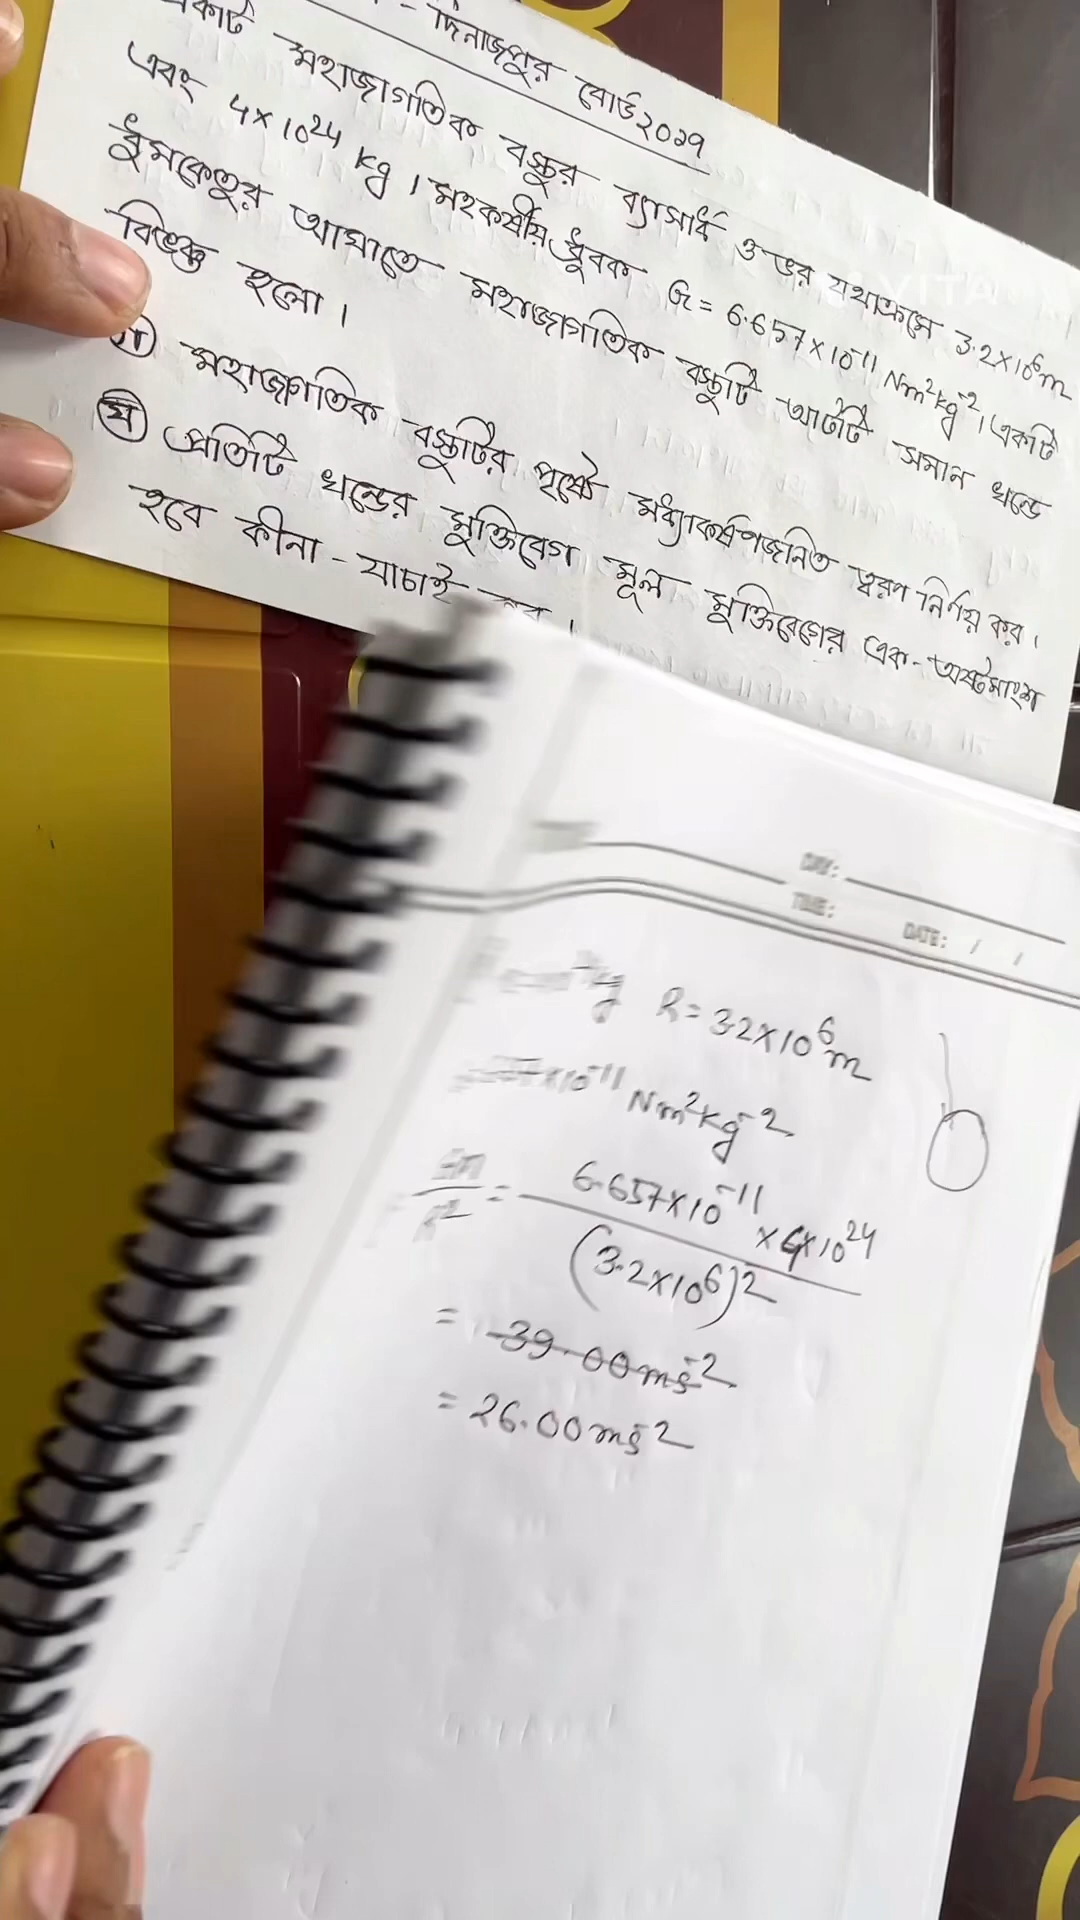 দিনাজপুর বোর্ড ২০১৭
একটি মহাজাগতিক বস্তুর ব্যাসার্ধ ও ভর যথাক্রমে 3.2×10⁶m
এবং 4×10²⁴ kg । মহাকর্ষীয় ধ্রুবক G = 6.657×10⁻¹¹ Nm²kg⁻²। একটি
ধুমকেতুর আঘাতে মহাজাগতিক বস্তুটি আটটি সমান খন্ডে
বিভক্ত হলো ।
গ মহাজাগতিক বস্তুটির পৃষ্ঠে মধ্যাকর্ষণজনিত ত্বরণ নির্ণয় কর ।
ঘ প্রতিটি খন্ডের মুক্তিবেগ মূল মুক্তিবেগের এক-অষ্টমাংশ
হবে কীনা - যাচাই কর ।
DAY:
TIME: DATE: / /
kg R = 3.2×10⁶m
×10⁻¹¹ Nm²kg⁻²
= 6.657×10⁻¹¹ ×4×10²⁴
(3.2×10⁶)²
= 39.00ms⁻²
= 26.00ms⁻²